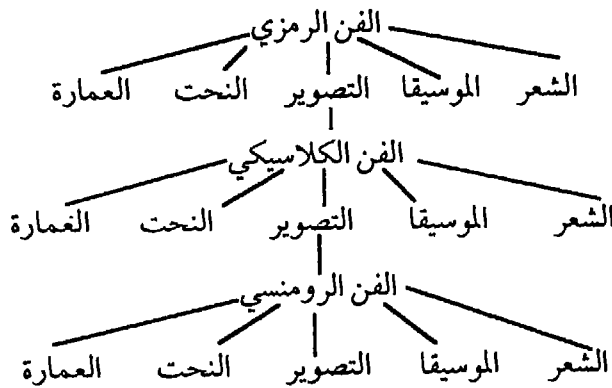 الفن الرمزي
الشعر الموسيقا التصوير النحت العمارة
الفن الكلاسيكي
الشعر الموسيقا التصوير النحت الغمارة
الفن الرومنسي
الشعر الموسيقا التصوير النحت العمارة